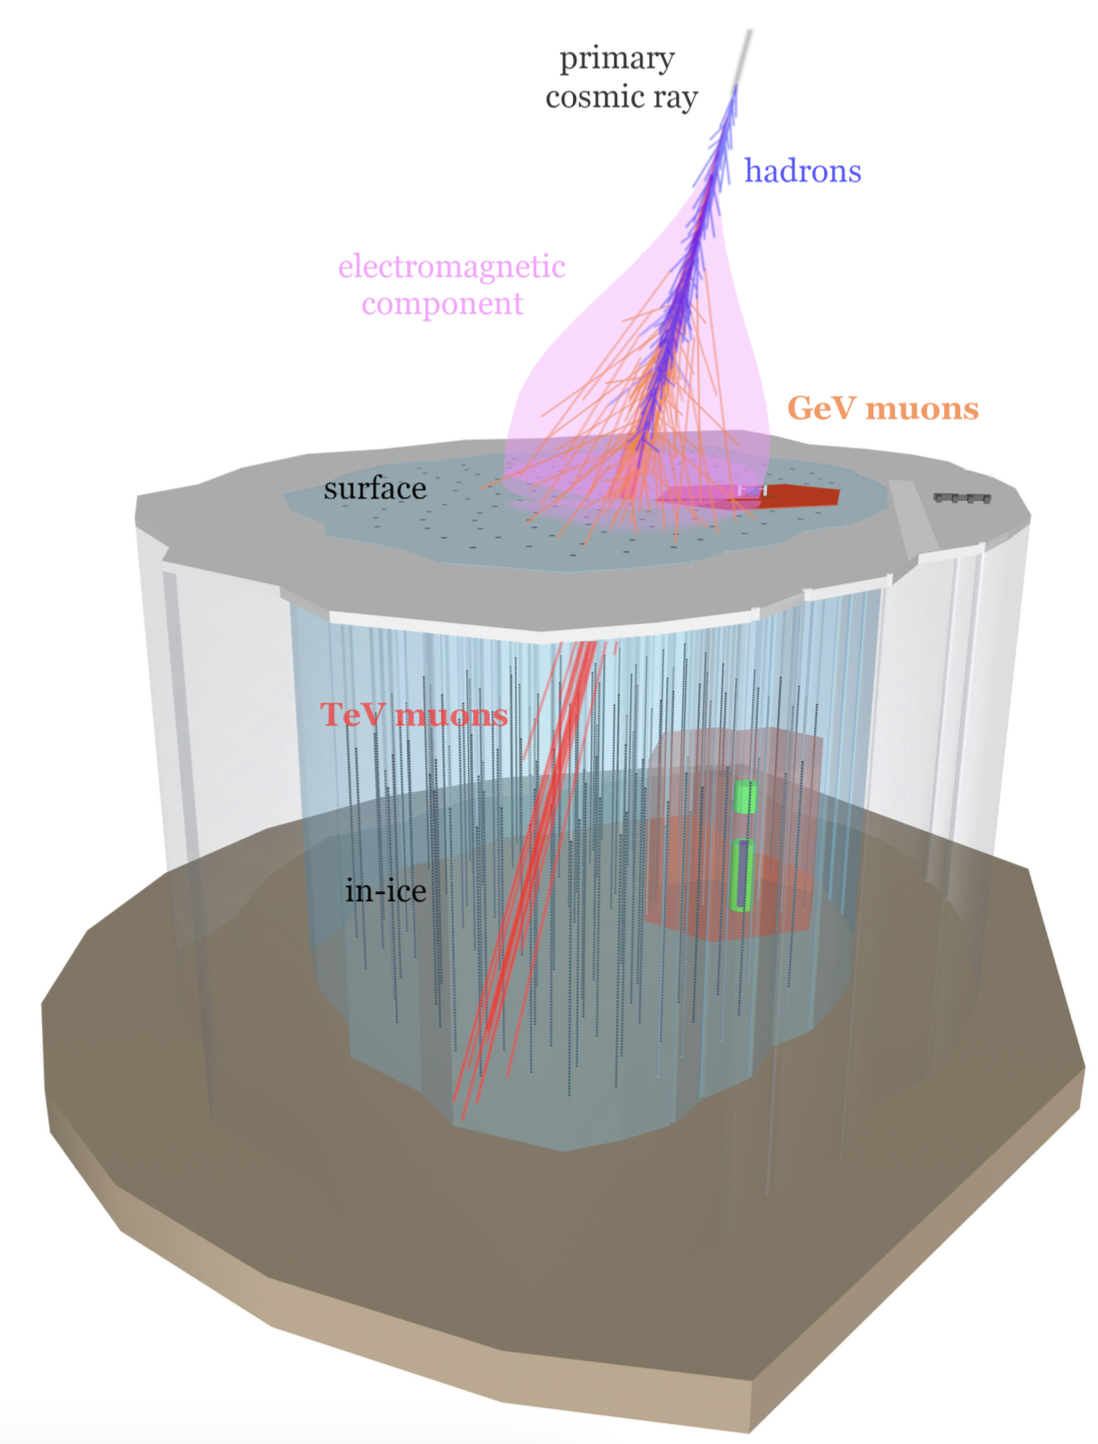 primary
cosmic ray
hadrons
electromagnetic
component
GeV muons
surface
TeV muons
in-ice